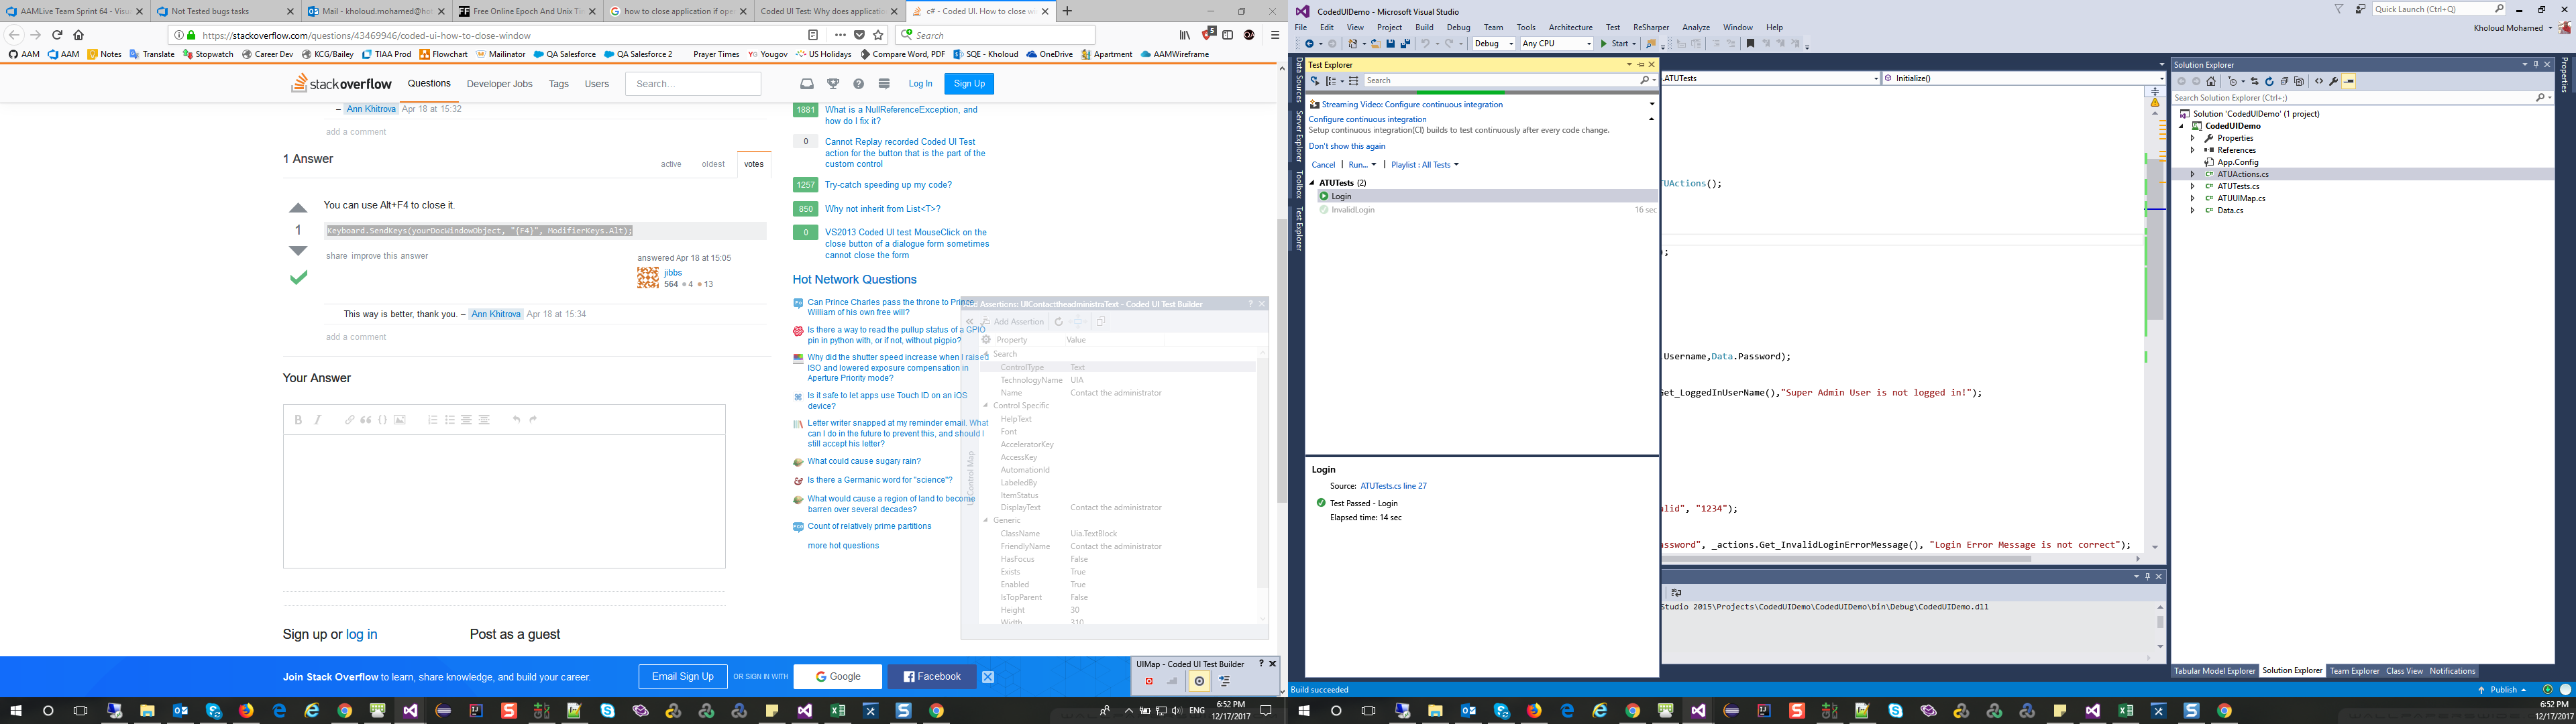 AAMLive Team Sprint 64 - Visu
Not Tested bugs tasks
Mail - kholoud.mohamed@ho
Free Online Epoch And Unix Tim
how to close application if ope
Coded UI Test: Why does applicatio
c# - Coded UI. How to close w
https://stackoverflow.com/questions/43469946/coded-ui-how-to-close-window
Search
AAM AAM Notes Translate Stopwatch Career Dev KCG/Bailey TIAA Prod Flowchart Mailinator QA Salesforce QA Salesforce 2 Prayer Times Yougov US Holidays Compare Word, PDF SQE - Kholoud OneDrive Apartment AAMWireframe
stackoverflow Questions Developer Jobs Tags Users Search... Log In Sign Up
– Ann Khitrova Apr 18 at 15:32
add a comment
1 Answer
active oldest votes
You can use Alt+F4 to close it.
1
Keyboard.SendKeys(yourDocWindowObject, "{F4}", ModifierKeys.Alt);
share improve this answer
answered Apr 18 at 15:05
jibbs
564 4 13
This way is better, thank you. – Ann Khitrova Apr 18 at 15:34
add a comment
Your Answer
Sign up or log in
Post as a guest
1881 What is a NullReferenceException, and
how do I fix it?
0 Cannot Replay recorded Coded UI Test
action for the button that is the part of the
custom control
1257 Try-catch speeding up my code?
850 Why not inherit from List<T>?
0 VS2013 Coded UI test MouseClick on the
close button of a dialogue form sometimes
cannot close the form
Hot Network Questions
Can Prince Charles pass the throne to Prince
William of his own free will?
Is there a way to read the pullup status of a GPIO
pin in python with, or if not, without pigpio?
Why did the shutter speed increase when I raised
ISO and lowered exposure compensation in
Aperture Priority mode?
Is it safe to let apps use Touch ID on an iOS
device?
Letter writer snapped at my reminder email. What
can I do in the future to prevent this, and should I
still accept his letter?
What could cause sugary rain?
Is there a Germanic word for "science"?
What would cause a region of land to become
barren over several decades?
Count of relatively prime partitions
more hot questions
Assertions: UIContacttheadministraText - Coded UI Test Builder
Add Assertion
Property Value
Search
ControlType Text
TechnologyName UIA
Name Contact the administrator
Control Specific
HelpText
Font
AcceleratorKey
AccessKey
AutomationId
LabeledBy
ItemStatus
DisplayText Contact the administrator
Generic
ClassName Uia.TextBlock
FriendlyName Contact the administrator
HasFocus False
Exists True
Enabled True
IsTopParent False
Height 30
Width 310
Join Stack Overflow to learn, share knowledge, and build your career.
Email Sign Up OR SIGN IN WITH Google Facebook
UIMap - Coded UI Test Builder
ENG 6:52 PM
12/17/2017
CodedUIDemo - Microsoft Visual Studio
Quick Launch (Ctrl+Q)
File Edit View Project Build Debug Team Tools Architecture Test ReSharper Analyze Window Help
Kholoud Mohamed
Debug Any CPU Start
Data Sources
Server Explorer
Toolbox
Test Explorer
Test Explorer
Search
Streaming Video: Configure continuous integration
Configure continuous integration
Setup continuous integration(CI) builds to test continuously after every code change.
Don't show this again
Cancel | Run... | Playlist : All Tests
ATUTests (2)
Login
InvalidLogin 16 sec
Login
Source: ATUTests.cs line 27
Test Passed - Login
Elapsed time: 14 sec
.ATUTests
Initialize()
TUActions();
);
Username,Data.Password);
Get_LoggedInUserName(),"Super Admin User is not logged in!");
lid", "1234");
assword", _actions.Get_InvalidLoginErrorMessage(), "Login Error Message is not correct");
Studio 2015\Projects\CodedUIDemo\CodedUIDemo\bin\Debug\CodedUIDemo.dll
Solution Explorer
Search Solution Explorer (Ctrl+;)
Solution 'CodedUIDemo' (1 project)
CodedUIDemo
Properties
References
App.Config
ATUActions.cs
ATUTests.cs
ATUUIMap.cs
Data.cs
Properties
Tabular Model Explorer Solution Explorer Team Explorer Class View Notifications
Build succeeded
Publish
6:52 PM
12/17/2017